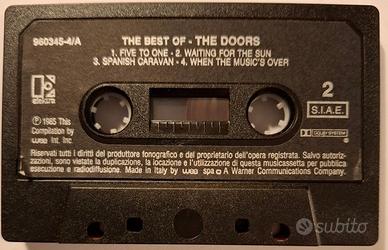 960345-4/A
THE BEST OF - THE DOORS
1. FIVE TO ONE - 2. WAITING FOR THE SUN
3. SPANISH CARAVAN - 4. WHEN THE MUSIC'S OVER
elektra
2
S.I.A.E.
DOLBY SYSTEM
℗ 1985 This
Compilation by
wea Int. Inc
Riservati tutti i diritti del produttore fonografico e del proprietario dell'opera registrata. Salvo autoriz-
zazioni, sono vietate la duplicazione, la locazione e l'utilizzazione di questa musicassetta per pubblica
esecuzione e radiodiffusione. Made in Italy by wea spa A Warner Communications Company.
subito